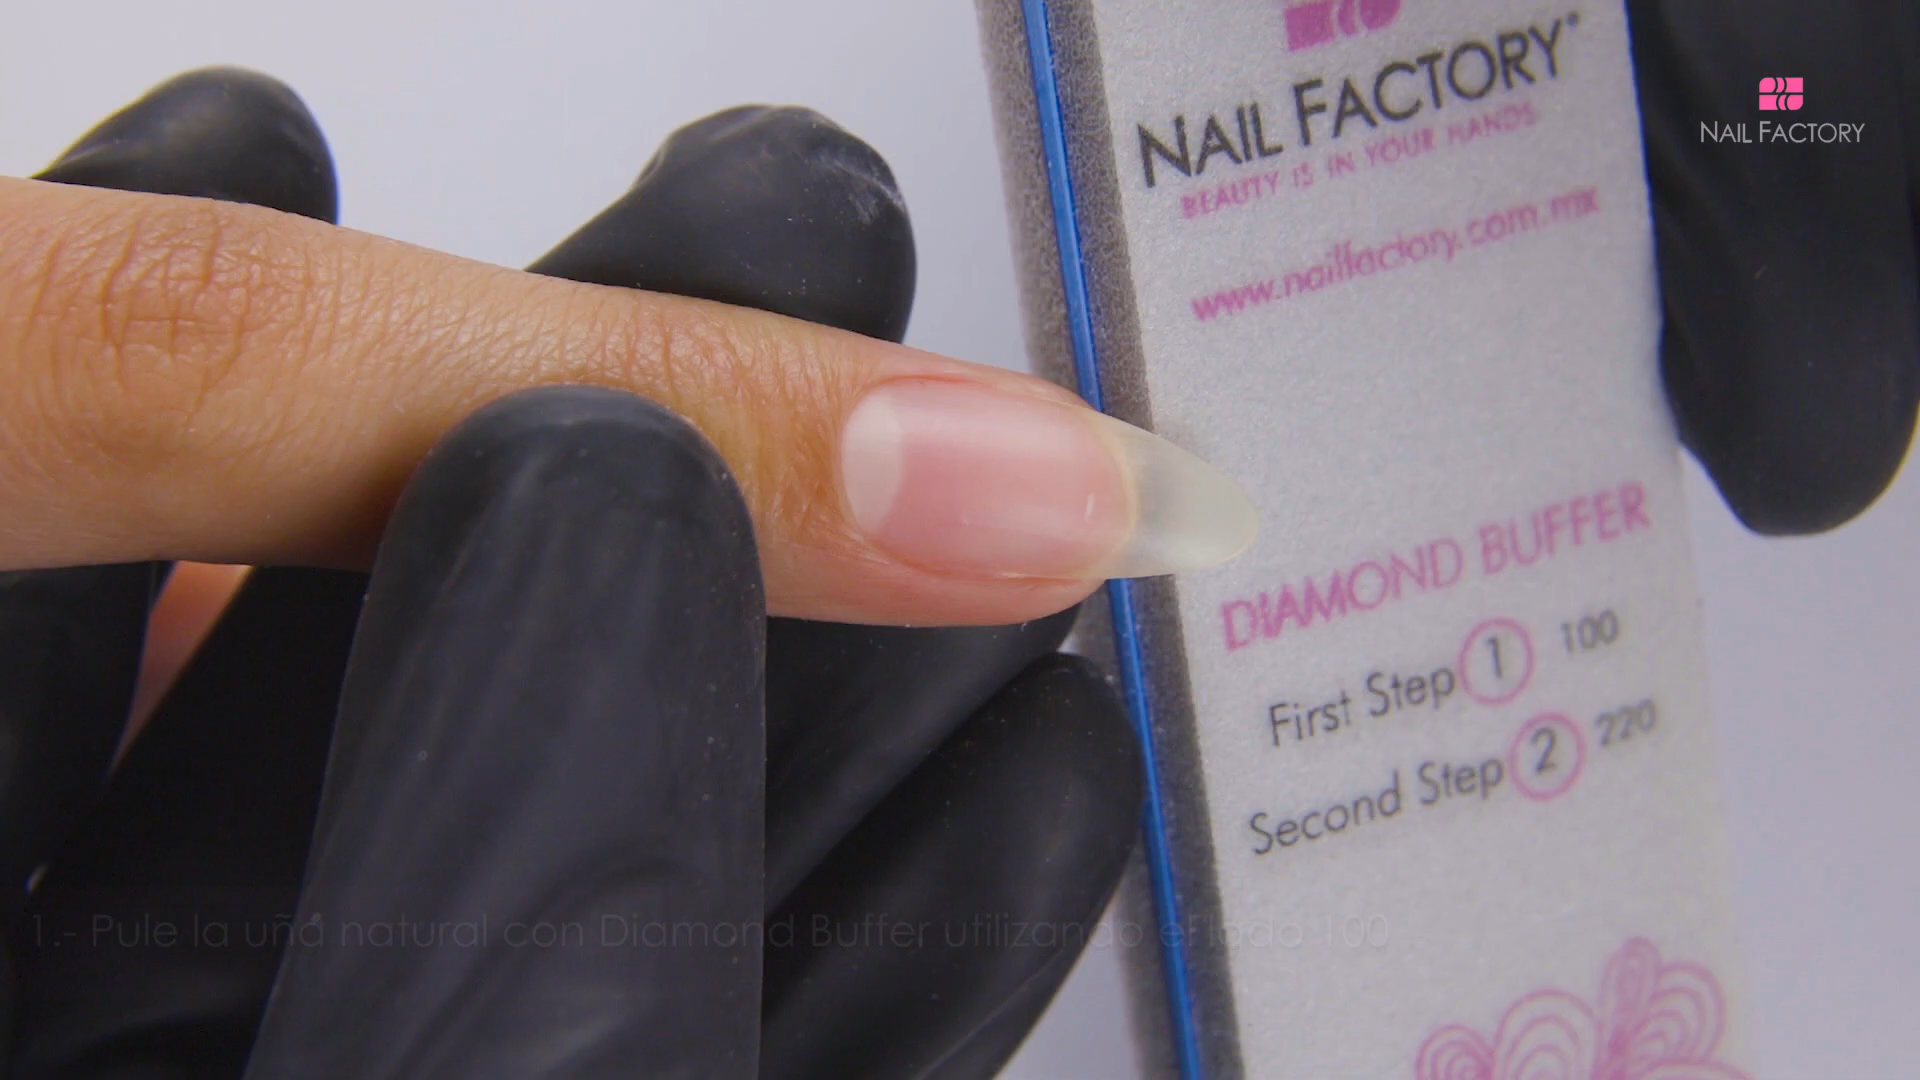 NAIL FACTORY®
BEAUTY IS IN YOUR HANDS
www.nailfactory.com.mx
DIAMOND BUFFER
First Step 1 100
Second Step 2 220
NAIL FACTORY
1.- Pule la uña natural con Diamond Buffer utilizando el lado 100